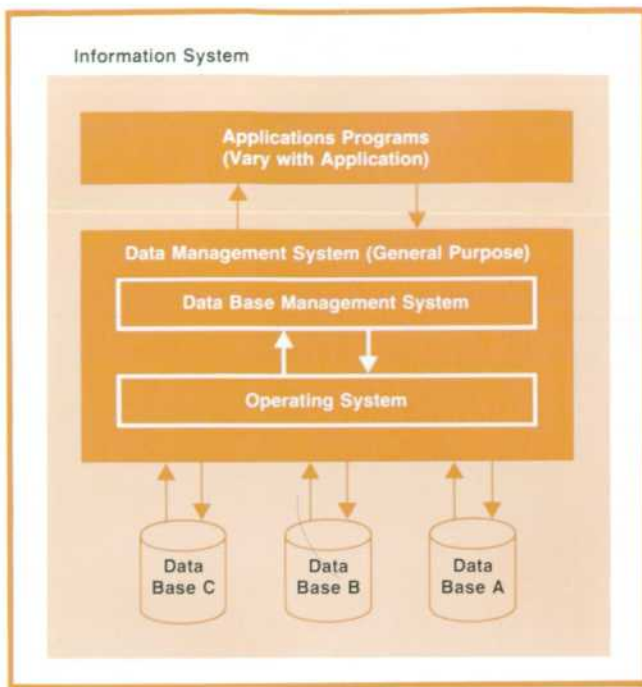 Information System
Applications Programs
(Vary with Application)
Data Management System (General Purpose)
Data Base Management System
Operating System
Data
Base C
Data
Base B
Data
Base A